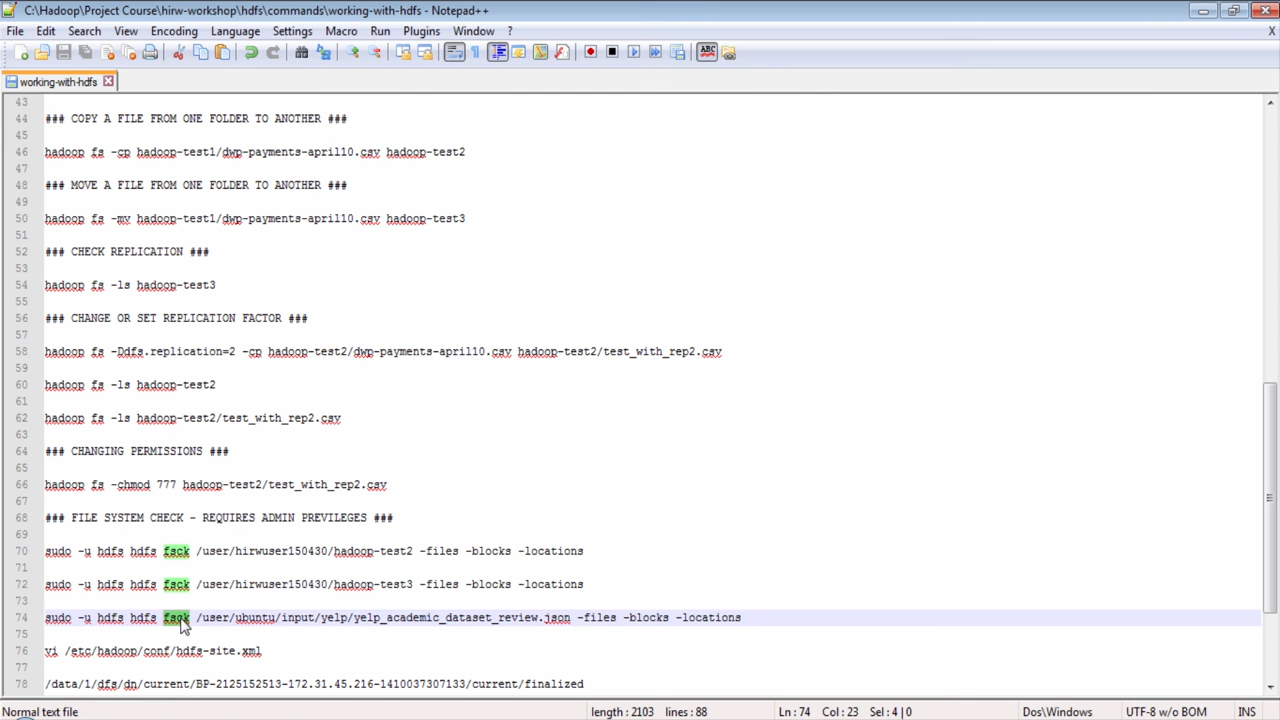 C:\Hadoop\Project Course\hirw-workshop\hdfs\commands\working-with-hdfs - Notepad++
File Edit Search View Encoding Language Settings Macro Run Plugins Window ? X
ABC
working-with-hdfs
43
44 ### COPY A FILE FROM ONE FOLDER TO ANOTHER ###
45
46 hadoop fs -cp hadoop-test1/dwp-payments-april10.csv hadoop-test2
47
48 ### MOVE A FILE FROM ONE FOLDER TO ANOTHER ###
49
50 hadoop fs -mv hadoop-test1/dwp-payments-april10.csv hadoop-test3
51
52 ### CHECK REPLICATION ###
53
54 hadoop fs -ls hadoop-test3
55
56 ### CHANGE OR SET REPLICATION FACTOR ###
57
58 hadoop fs -Ddfs.replication=2 -cp hadoop-test2/dwp-payments-april10.csv hadoop-test2/test_with_rep2.csv
59
60 hadoop fs -ls hadoop-test2
61
62 hadoop fs -ls hadoop-test2/test_with_rep2.csv
63
64 ### CHANGING PERMISSIONS ###
65
66 hadoop fs -chmod 777 hadoop-test2/test_with_rep2.csv
67
68 ### FILE SYSTEM CHECK - REQUIRES ADMIN PREVILEGES ###
69
70 sudo -u hdfs hdfs fsck /user/hirwuser150430/hadoop-test2 -files -blocks -locations
71
72 sudo -u hdfs hdfs fsck /user/hirwuser150430/hadoop-test3 -files -blocks -locations
73
74 sudo -u hdfs hdfs fsck /user/ubuntu/input/yelp/yelp_academic_dataset_review.json -files -blocks -locations
75
76 vi /etc/hadoop/conf/hdfs-site.xml
77
78 /data/1/dfs/dn/current/BP-2125152513-172.31.45.216-1410037307133/current/finalized
Normal text file length : 2103 lines : 88 Ln : 74 Col : 23 Sel : 4 | 0 Dos\Windows UTF-8 w/o BOM INS